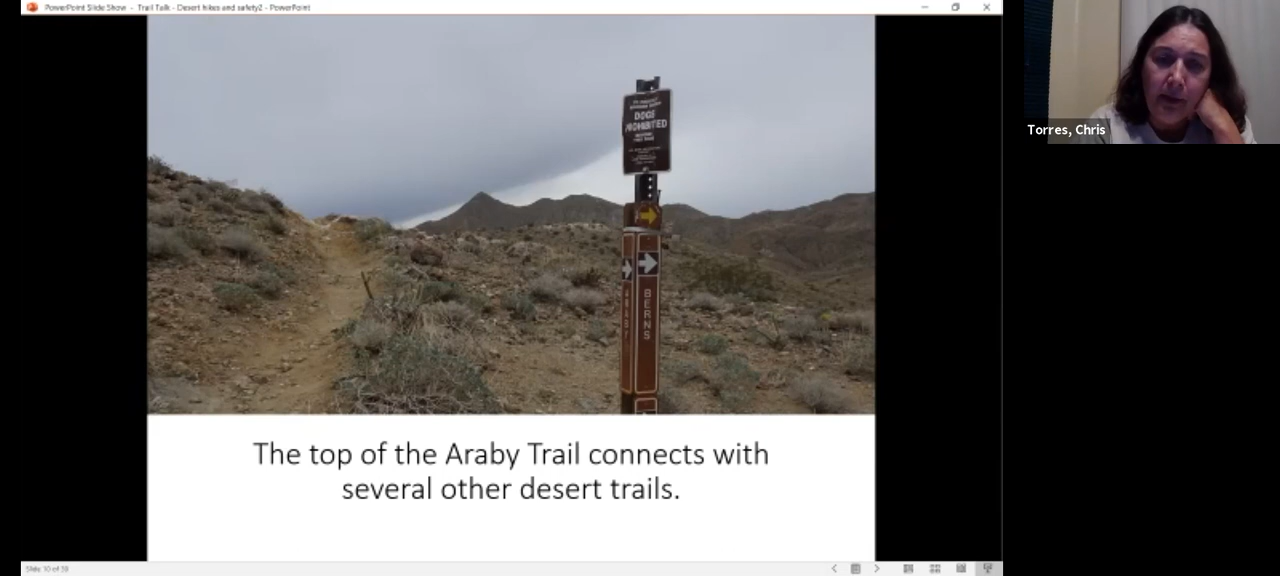 PowerPoint Slide Show - Trail Talk - Desert hikes and safety2 - PowerPoint
Torres, Chris
DOGS
PROHIBITED
ARABY
BERNS
The top of the Araby Trail connects with
several other desert trails.